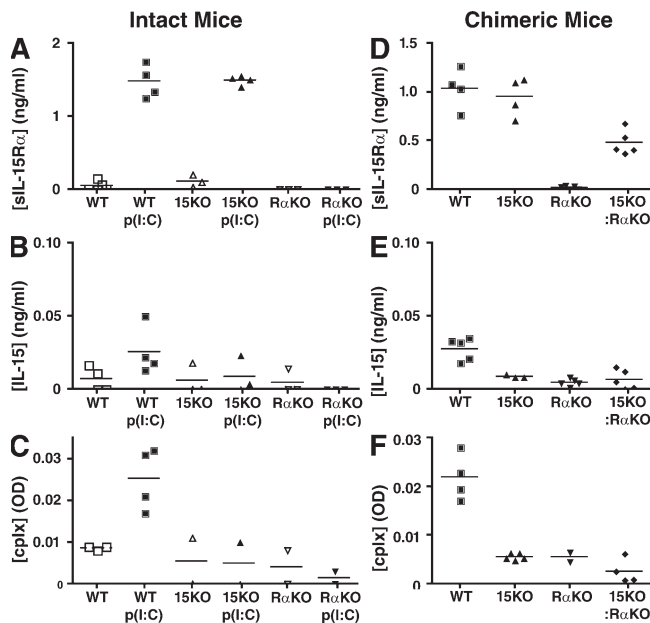 Intact Mice
Chimeric Mice
A
[sIL-15Rα] (ng/ml)
2
1
0
WT
WT
p(I:C)
15KO
15KO
p(I:C)
RαKO
RαKO
p(I:C)
D
[sIL-15Rα] (ng/ml)
1.5
1.0
0.5
0
WT
15KO
RαKO
15KO
:RαKO
B
[IL-15] (ng/ml)
0.10
0.05
0
WT
WT
p(I:C)
15KO
15KO
p(I:C)
RαKO
RαKO
p(I:C)
E
[IL-15] (ng/ml)
0.10
0.05
0
WT
15KO
RαKO
15KO
:RαKO
C
[cplx] (OD)
0.03
0.02
0.010
0
WT
WT
p(I:C)
15KO
15KO
p(I:C)
RαKO
RαKO
p(I:C)
F
[cplx] (OD)
0.03
0.02
0.010
0
WT
15KO
RαKO
15KO
:RαKO